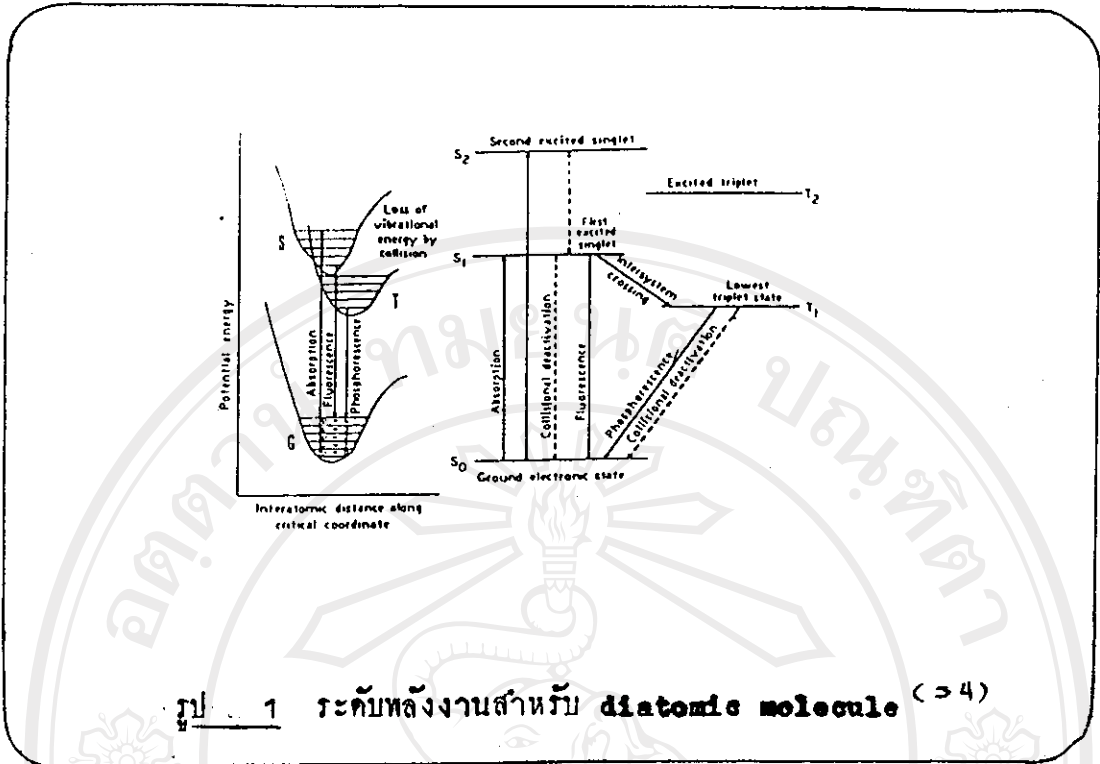 Potential energy
S
T
G
Loss of
vibrational
energy by
collision
Absorption
Fluorescence
Phosphorescence
Interatomic distance along
critical coordinate
S2
Second excited singlet
Excited triplet
T2
First
excited
singlet
S1
Intersystem
crossing
Lowest
triplet state
T1
Absorption
Collisional deactivation
Fluorescence
Phosphorescence
Collisional deactivation
S0
Ground electronic state
รูป 1 ระดับพลังงานสำหรับ diatomic molecule